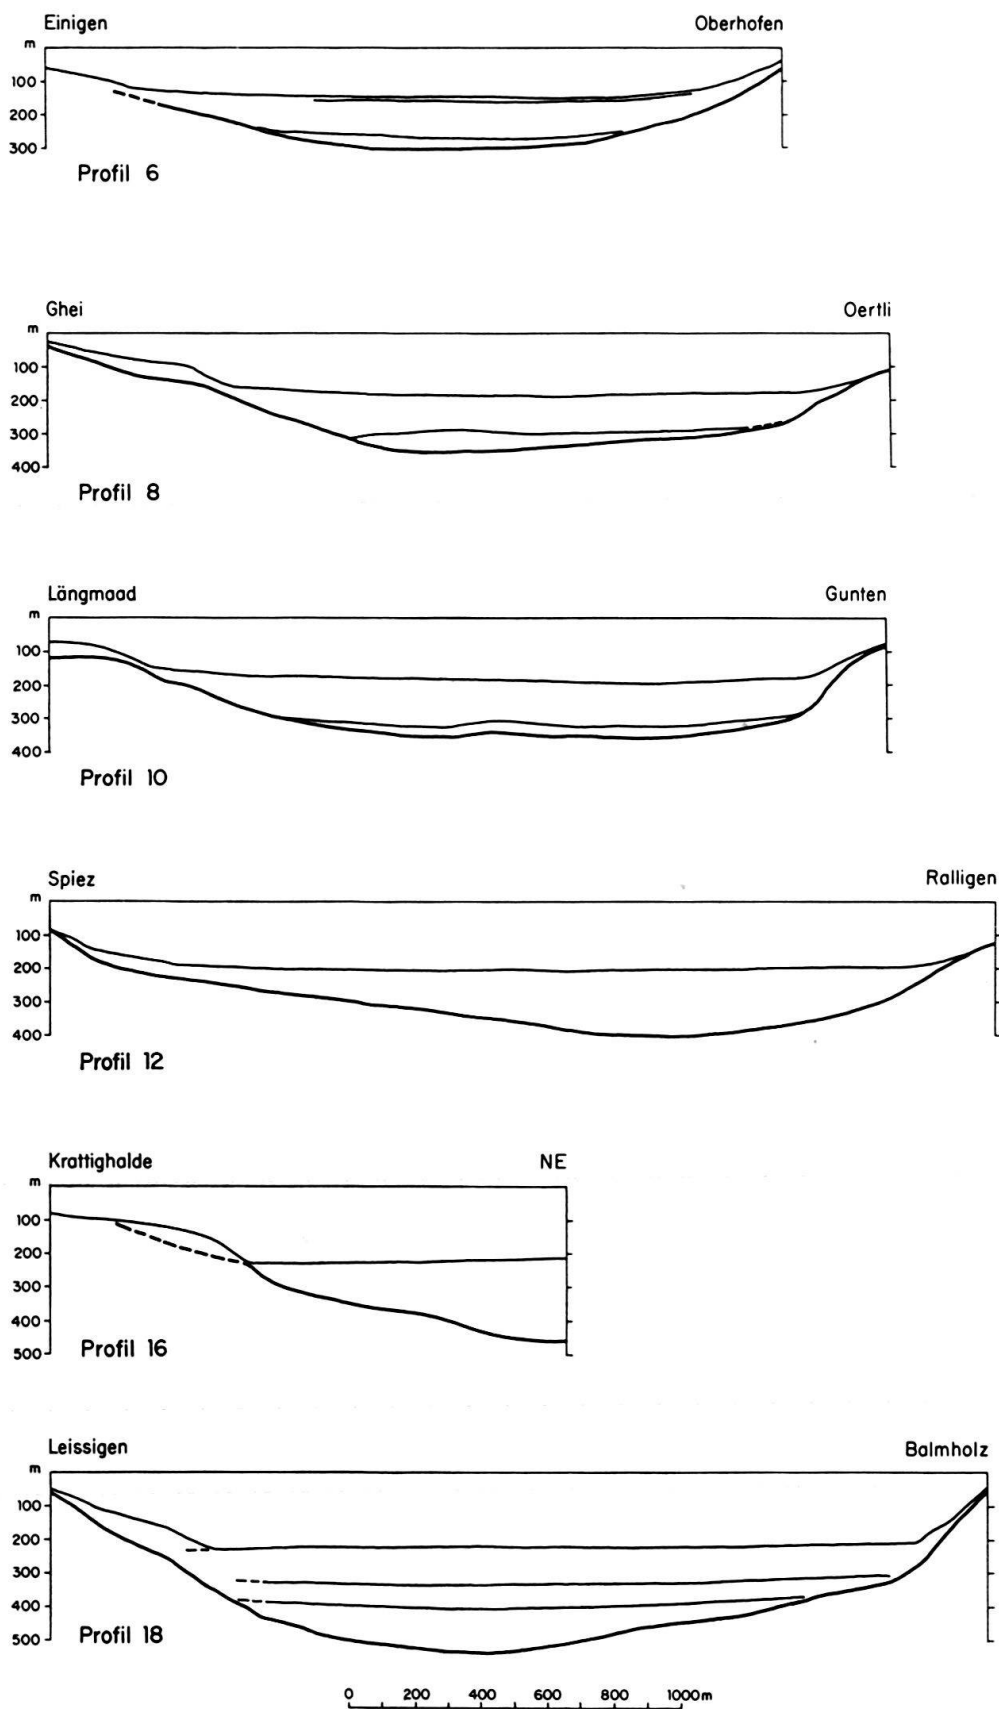 Einigen Oberhofen
m
100
200
300
Profil 6
Ghei Oertli
m
100
200
300
400
Profil 8
Längmaad Gunten
m
100
200
300
400
Profil 10
Spiez Ralligen
m
100
200
300
400
Profil 12
Krattighalde NE
m
100
200
300
400
500
Profil 16
Leissigen Balmholz
m
100
200
300
400
500
Profil 18
0 200 400 600 800 1000m